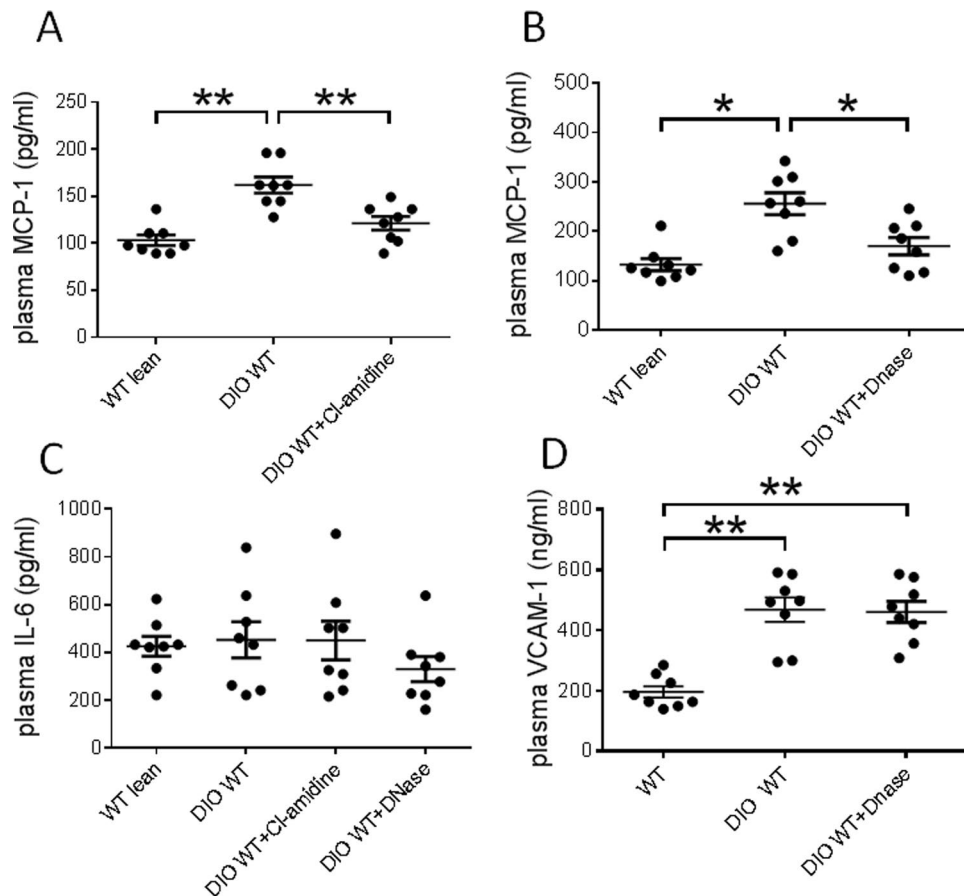 A
plasma MCP-1 (pg/ml)
250
200
150
100
50
0
**
**
WT lean
DIO WT
DIO WT+Cl-amidine
B
plasma MCP-1 (pg/ml)
500
400
300
200
100
0
*
*
WT lean
DIO WT
DIO WT+Dnase
C
plasma IL-6 (pg/ml)
1000
800
600
400
200
0
WT lean
DIO WT
DIO WT+Cl-amidine
DIO WT+DNase
D
plasma VCAM-1 (ng/ml)
800
600
400
200
0
**
**
WT
DIO WT
DIO WT+Dnase